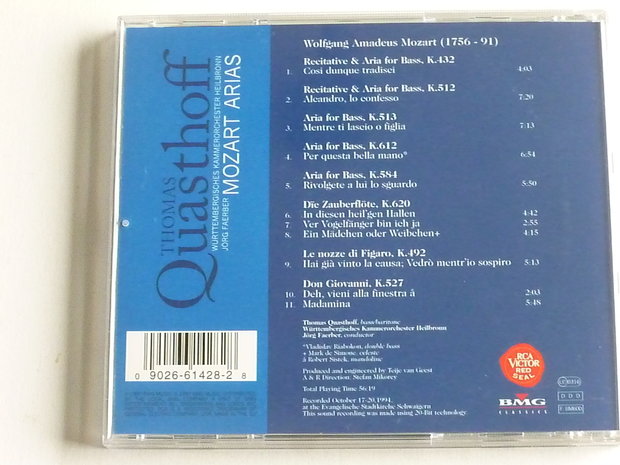 THOMAS
Quasthoff
WÜRTTEMBERGISCHES KAMMERORCHESTER HEILBRONN
JÖRG FAERBER
MOZART ARIAS
Wolfgang Amadeus Mozart (1756 - 91)
Recitative & Aria for Bass, K.432
1. Così dunque tradisci 4:03
Recitative & Aria for Bass, K.512
2. Alcandro, lo confesso 7:20
Aria for Bass, K.513
3. Mentre ti lascio o figlia 7:13
Aria for Bass, K.612
4. Per questa bella mano* 6:54
Aria for Bass, K.584
5. Rivolgete a lui lo sguardo 5:50
Die Zauberflöte, K.620
6. In diesen heil'gen Hallen 4:42
7. Ver Vogelfänger bin ich ja 2:55
8. Ein Mädchen oder Weibchen+ 4:15
Le nozze di Figaro, K.492
9. Hai già vinto la causa; Vedrò mentr'io sospiro 5:13
Don Giovanni, K.527
10. Deh, vieni alla finestra å 2:03
11. Madamina 5:48
Thomas Quasthoff, bass/baritone
Württembergisches Kammerorchester Heilbronn
Jörg Faerber, conductor
*Vladislav Riabokon, double bass
+ Mark de Simone, celeste
å Robert Sistek, mandoline
Produced and engineered by Teije van Geest
A & R Direction: Stefan Mikorey
Total Playing Time 56:19
Recorded October 17-20,1994,
at the Evangelische Stadtkirche Schwaigern
This sound recording was made using 20-Bit technology.
RCA
VICTOR
RED
SEAL
BMG
CLASSICS
D D D
0 9026-61428-2 8